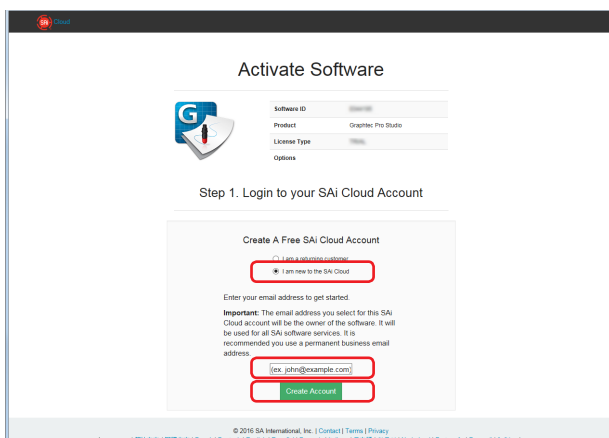 SAi Cloud
Activate Software
G
Software ID
Product Graphtec Pro Studio
License Type
Options
Step 1. Login to your SAi Cloud Account
Create A Free SAi Cloud Account
I am a returning customer
I am new to the SAi Cloud
Enter your email address to get started.
Important: The email address you select for this SAi
Cloud account will be the owner of the software. It will
be used for all SAi software services. It is
recommended you use a permanent business email
address.
(ex. john@example.com)
Create Account
© 2016 SA International, Inc. | Contact | Terms | Privacy